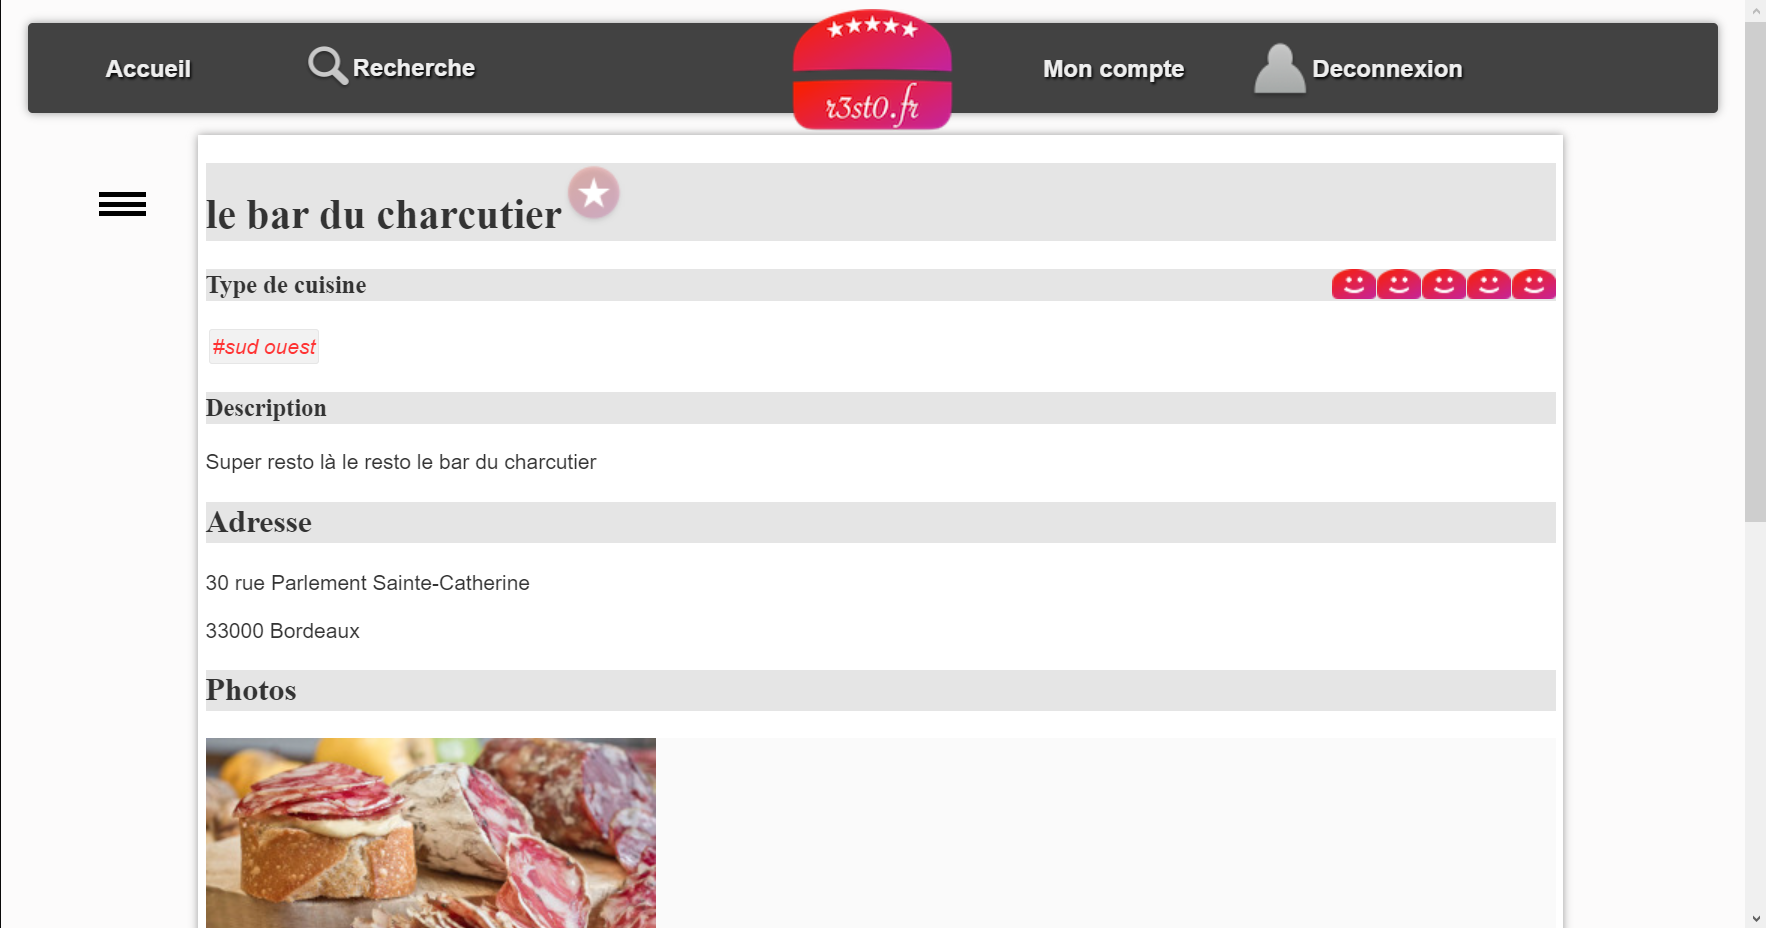 Accueil
Recherche
r3st0.fr
Mon compte
Deconnexion
le bar du charcutier
Type de cuisine
#sud ouest
Description
Super resto là le resto le bar du charcutier
Adresse
30 rue Parlement Sainte-Catherine
33000 Bordeaux
Photos